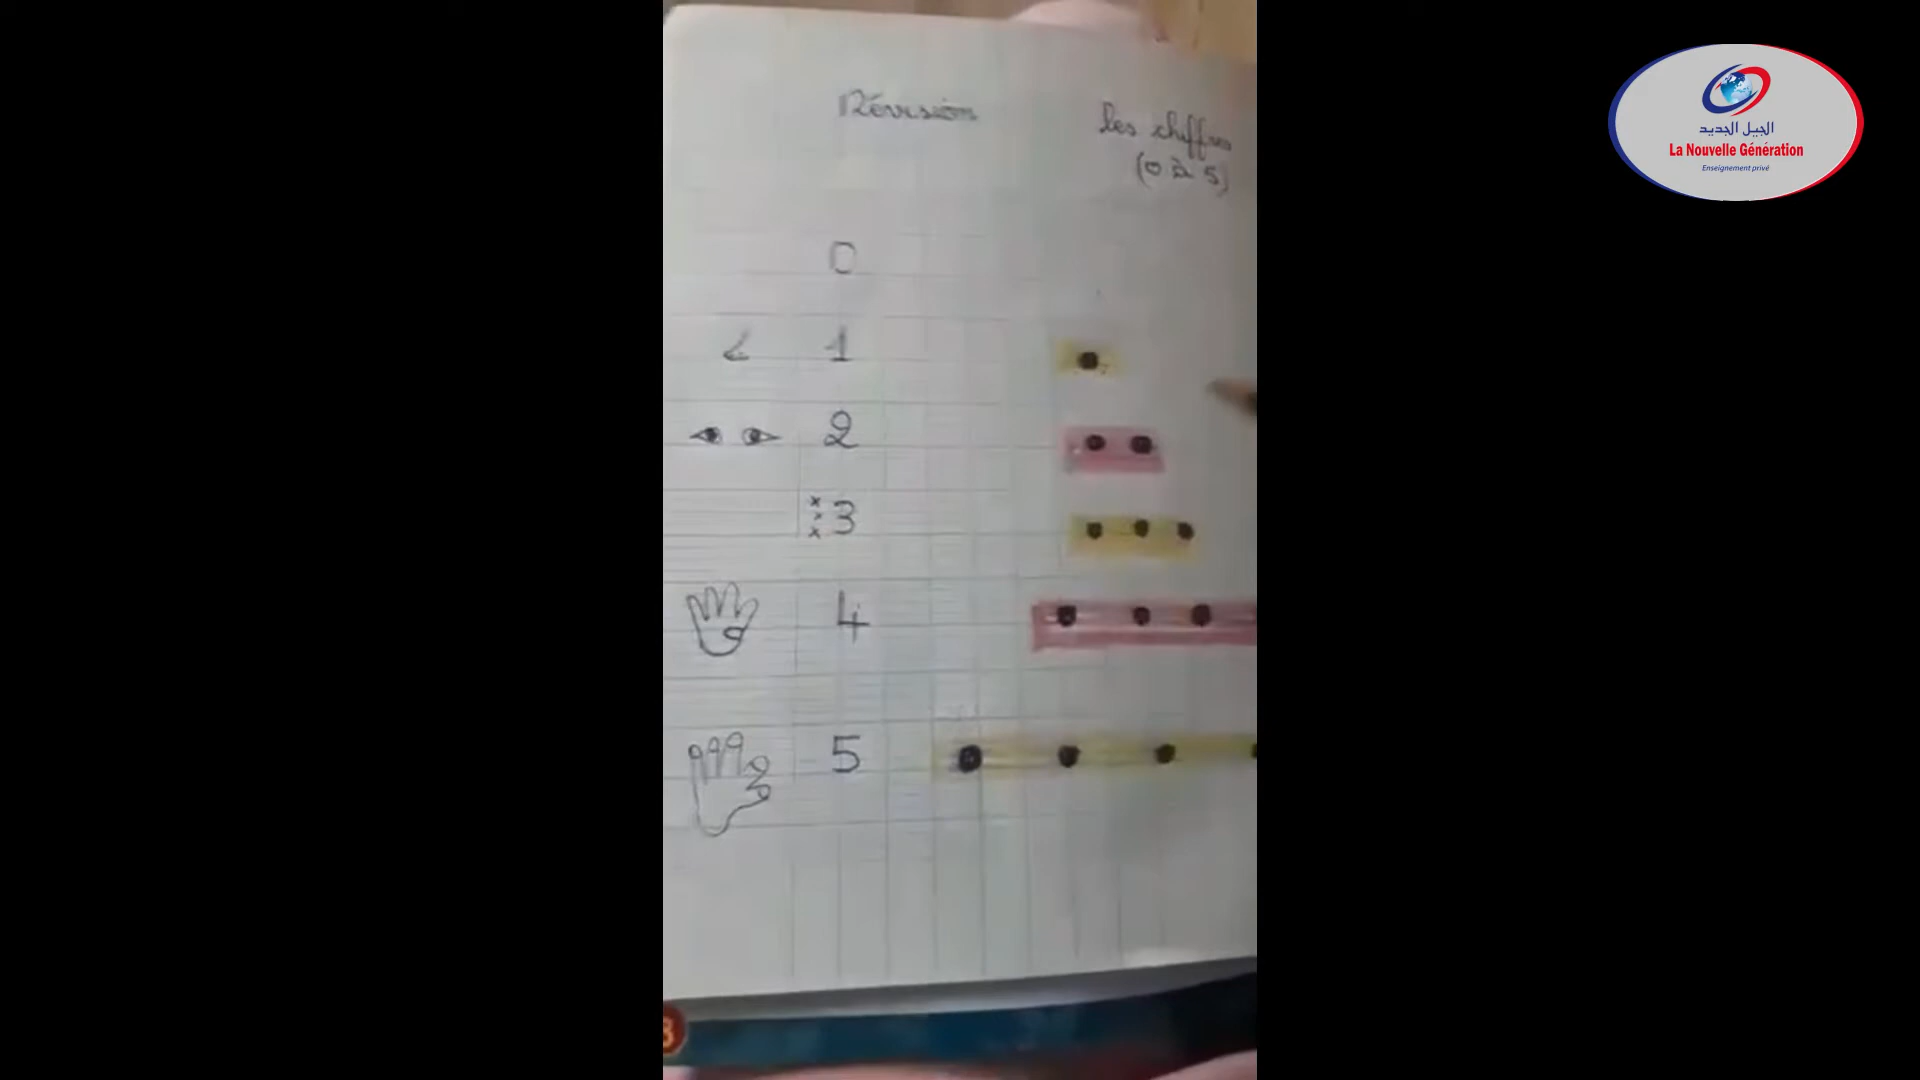 Révision
les chiffres
(0 à 5)
0
1
2
3
4
5
الجيل الجديد
La Nouvelle Génération
Enseignement privé